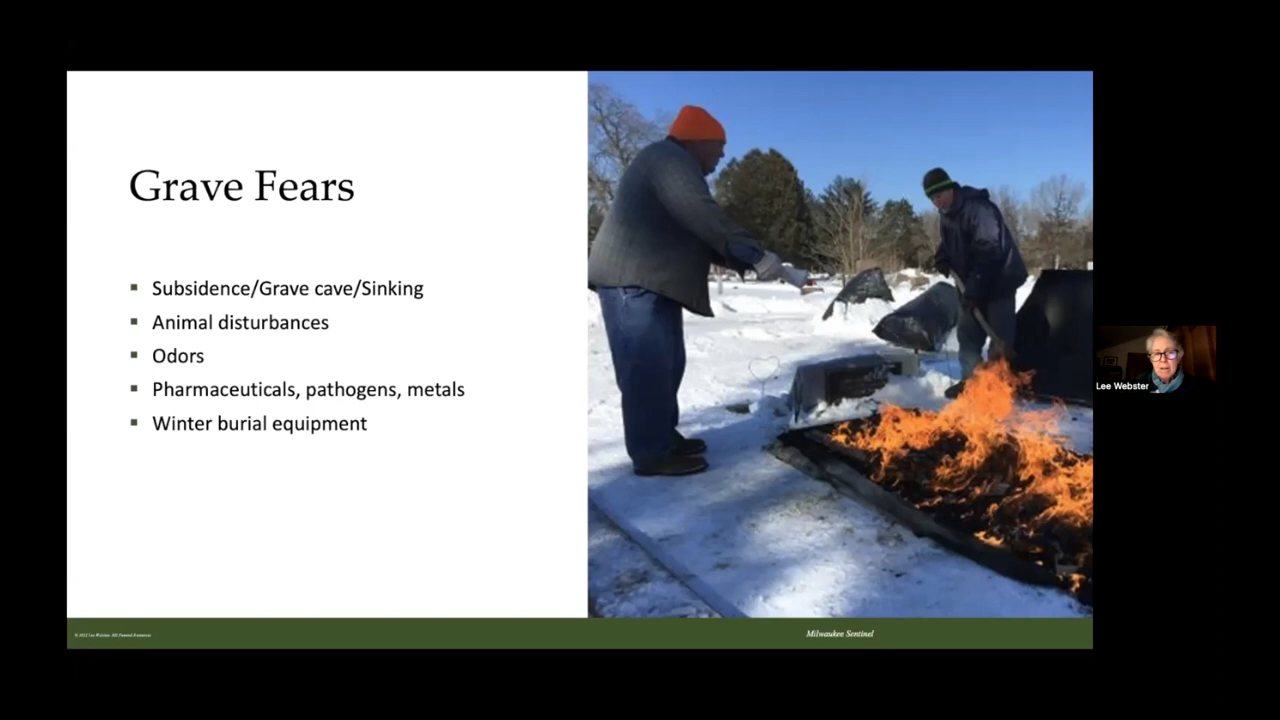 Grave Fears
Subsidence/Grave cave/Sinking
Animal disturbances
Odors
Pharmaceuticals, pathogens, metals
Winter burial equipment
Lee Webster
Milwaukee Sentinel